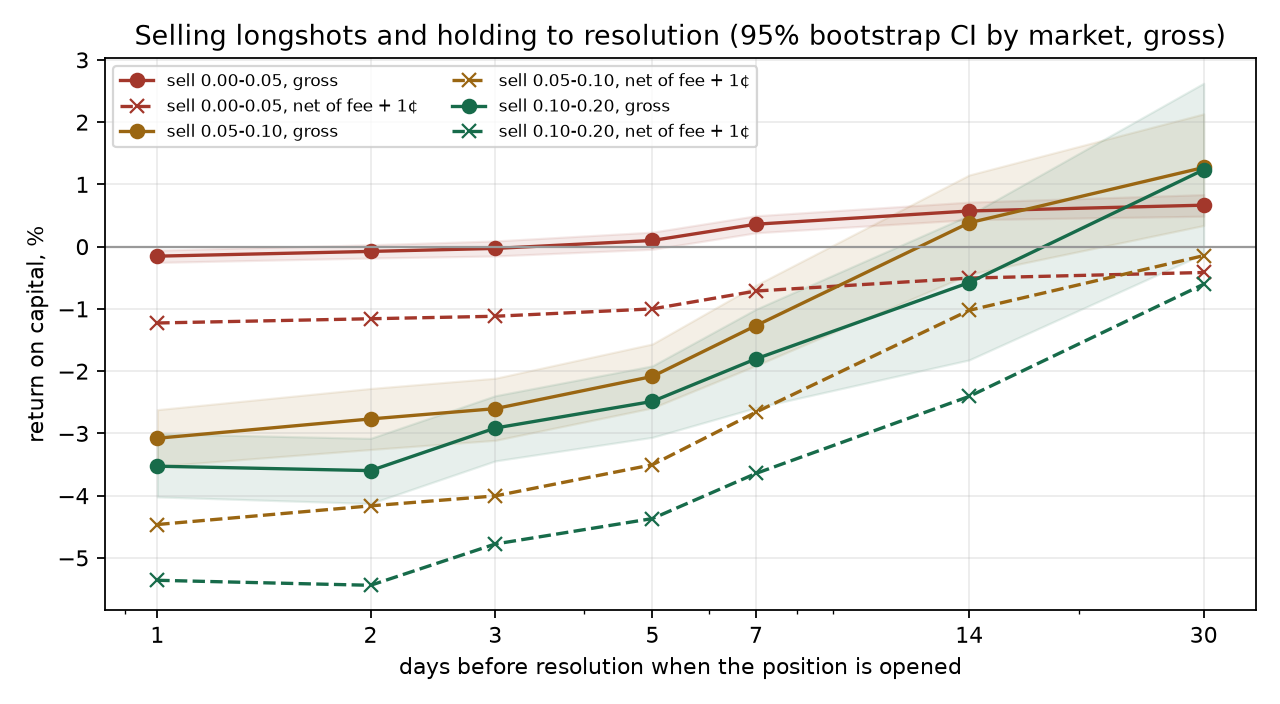 Selling longshots and holding to resolution (95% bootstrap CI by market, gross)
sell 0.00-0.05, gross
sell 0.00-0.05, net of fee + 1¢
sell 0.05-0.10, gross
sell 0.05-0.10, net of fee + 1¢
sell 0.10-0.20, gross
sell 0.10-0.20, net of fee + 1¢
return on capital, %
3
2
1
0
−1
−2
−3
−4
−5
1
2
3
5
7
14
30
days before resolution when the position is opened